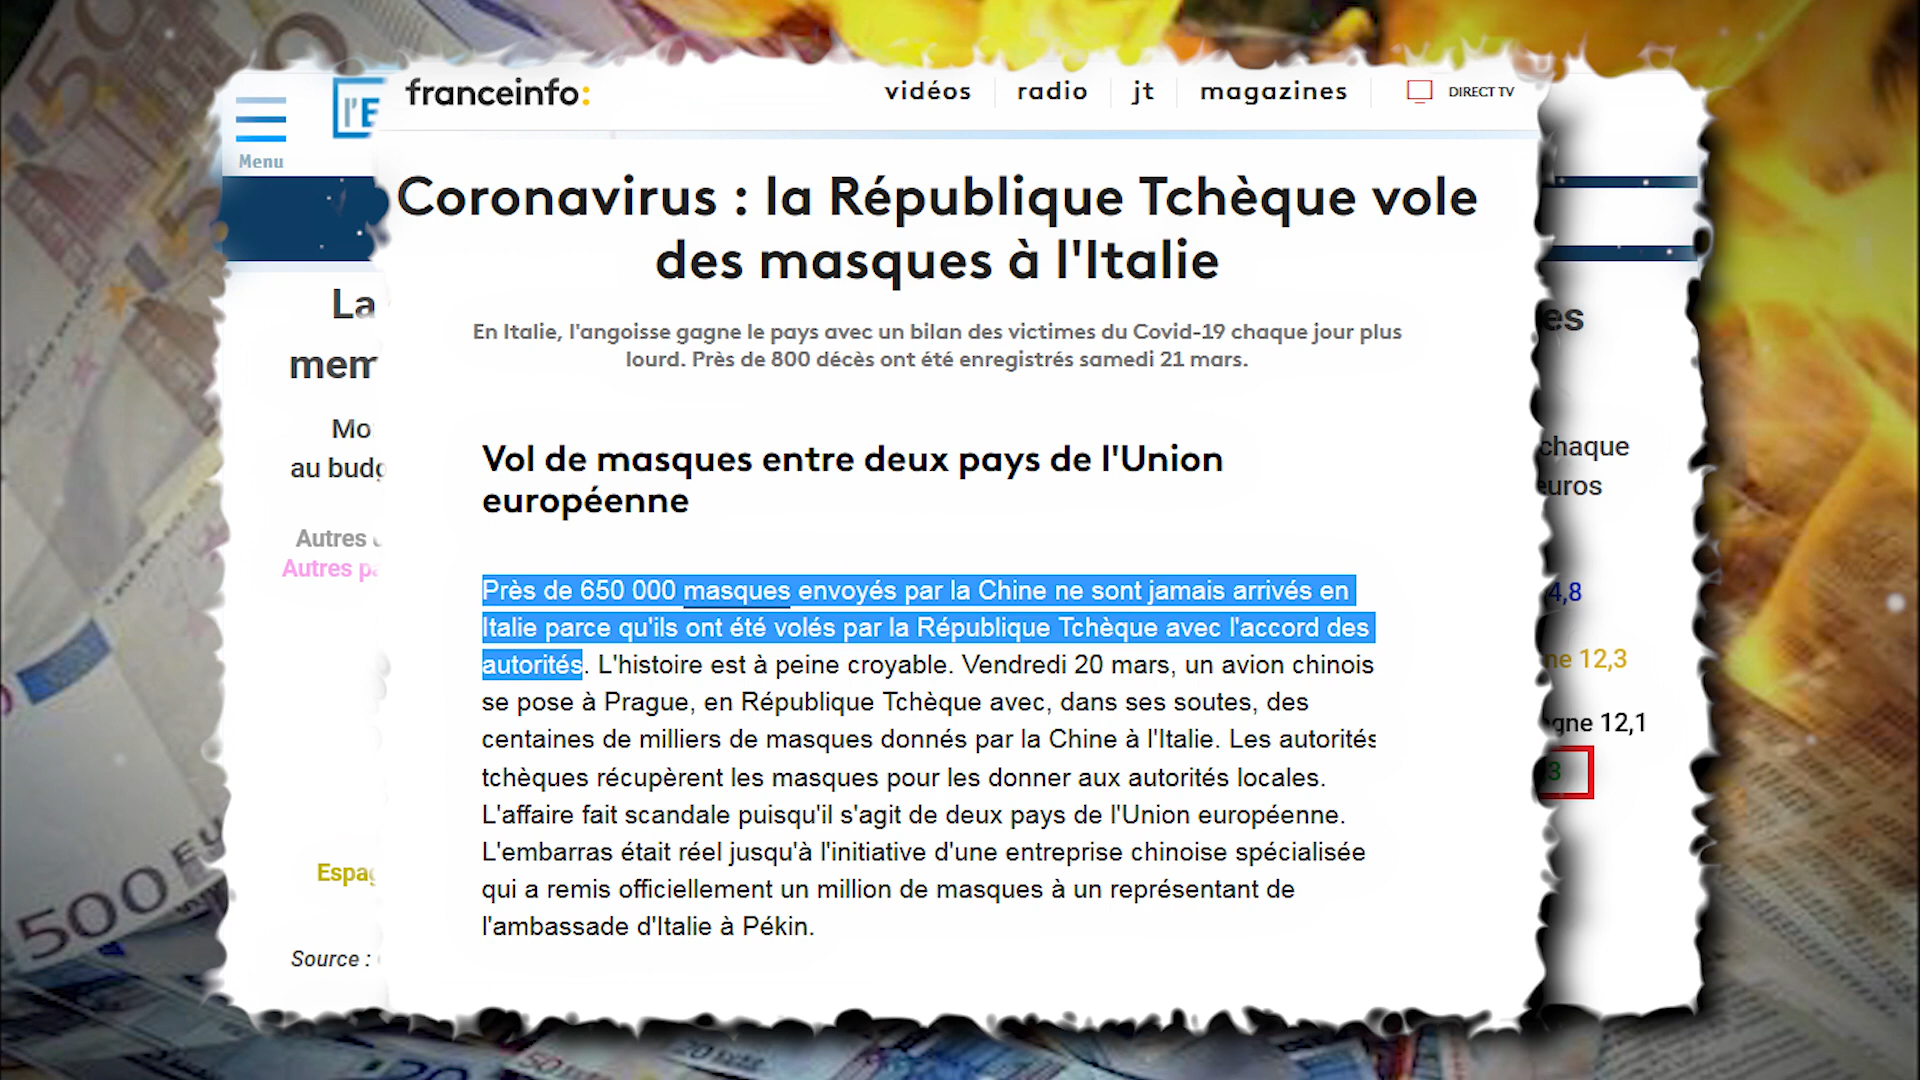 franceinfo:
vidéos
radio
jt
magazines
DIRECT TV
Menu
Coronavirus : la République Tchèque vole
des masques à l'Italie
En Italie, l'angoisse gagne le pays avec un bilan des victimes du Covid-19 chaque jour plus
lourd. Près de 800 décès ont été enregistrés samedi 21 mars.
Vol de masques entre deux pays de l'Union
européenne
Près de 650 000 masques envoyés par la Chine ne sont jamais arrivés en
Italie parce qu'ils ont été volés par la République Tchèque avec l'accord des
autorités. L'histoire est à peine croyable. Vendredi 20 mars, un avion chinois
se pose à Prague, en République Tchèque avec, dans ses soutes, des
centaines de milliers de masques donnés par la Chine à l'Italie. Les autorités
tchèques récupèrent les masques pour les donner aux autorités locales.
L'affaire fait scandale puisqu'il s'agit de deux pays de l'Union européenne.
L'embarras était réel jusqu'à l'initiative d'une entreprise chinoise spécialisée
qui a remis officiellement un million de masques à un représentant de
l'ambassade d'Italie à Pékin.
La
au
Autres
Autres
Source :
chaque
euros
4,8
12,3
12,1
500